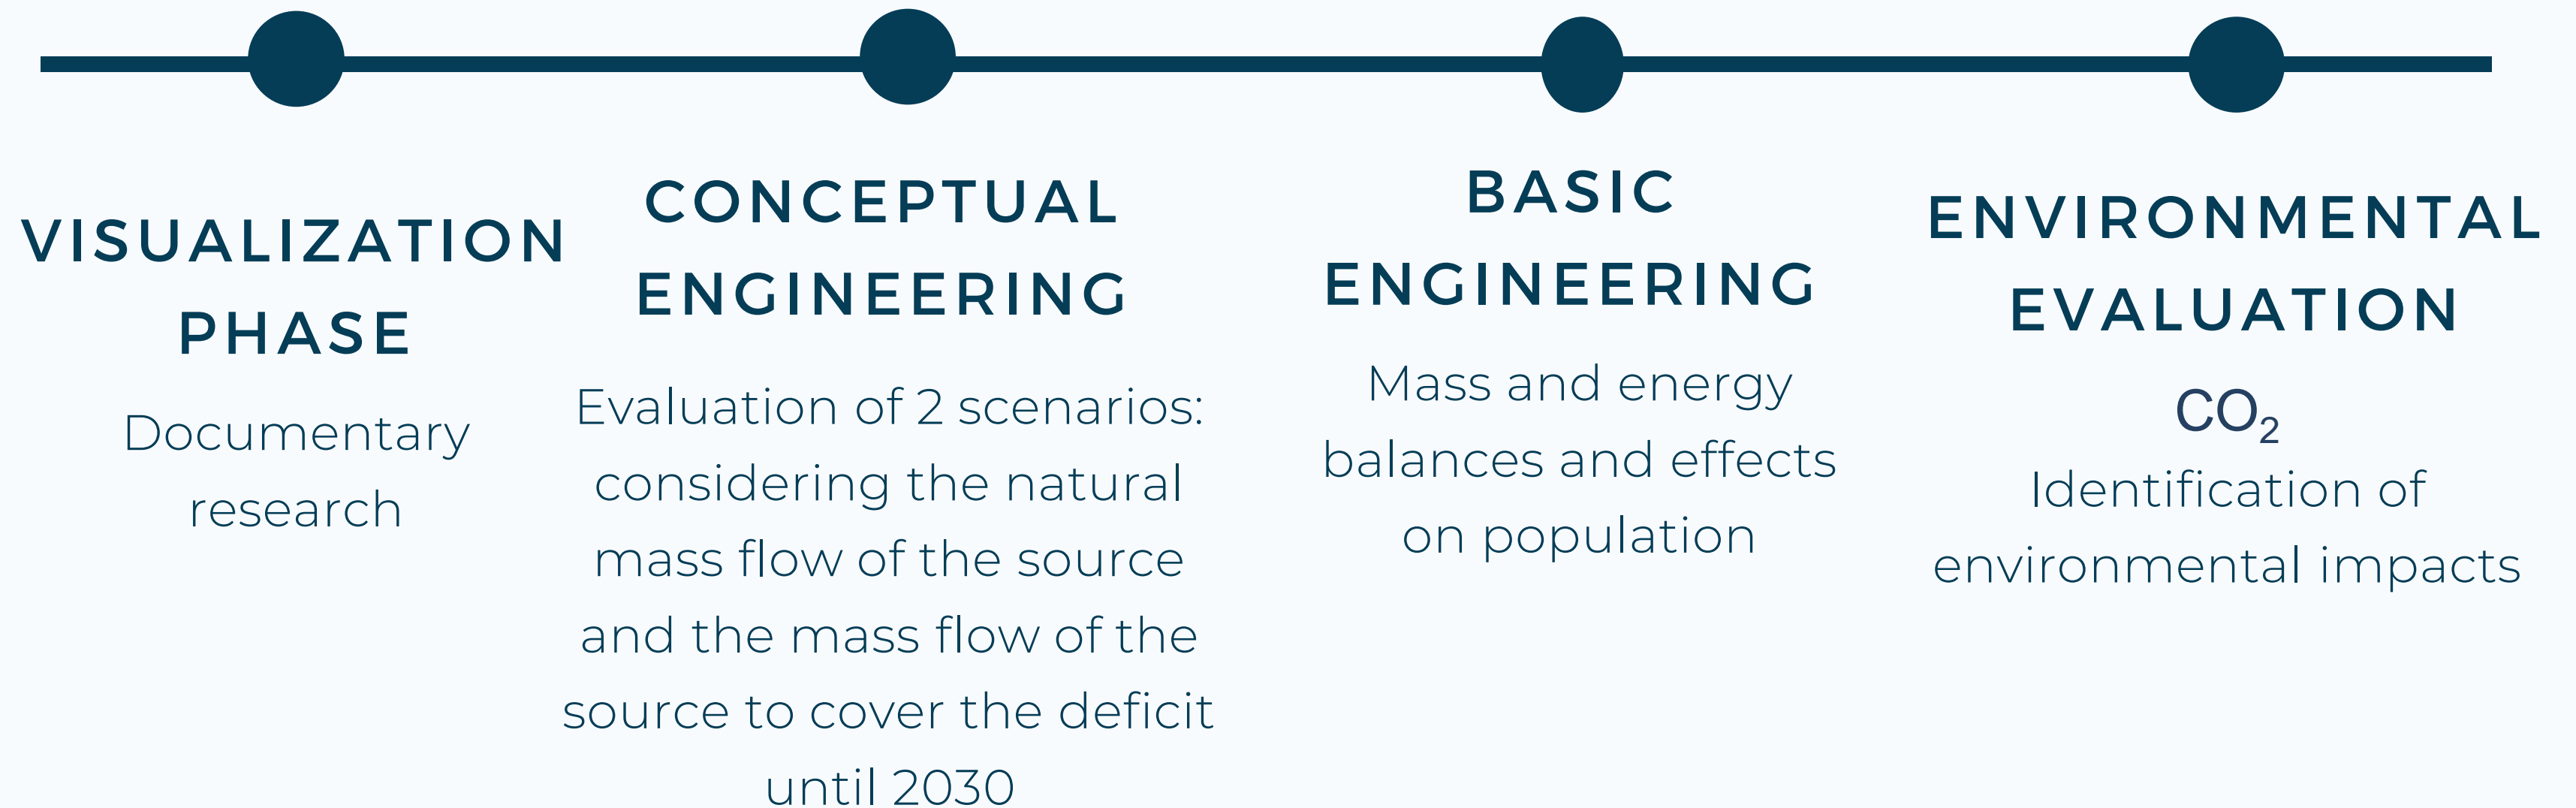 VISUALIZATION
PHASE
Documentary
research
CONCEPTUAL
ENGINEERING
Evaluation of 2 scenarios:
considering the natural
mass flow of the source
and the mass flow of the
source to cover the deficit
until 2030
BASIC
ENGINEERING
Mass and energy
balances and effects
on population
ENVIRONMENTAL
EVALUATION
CO₂
Identification of
environmental impacts